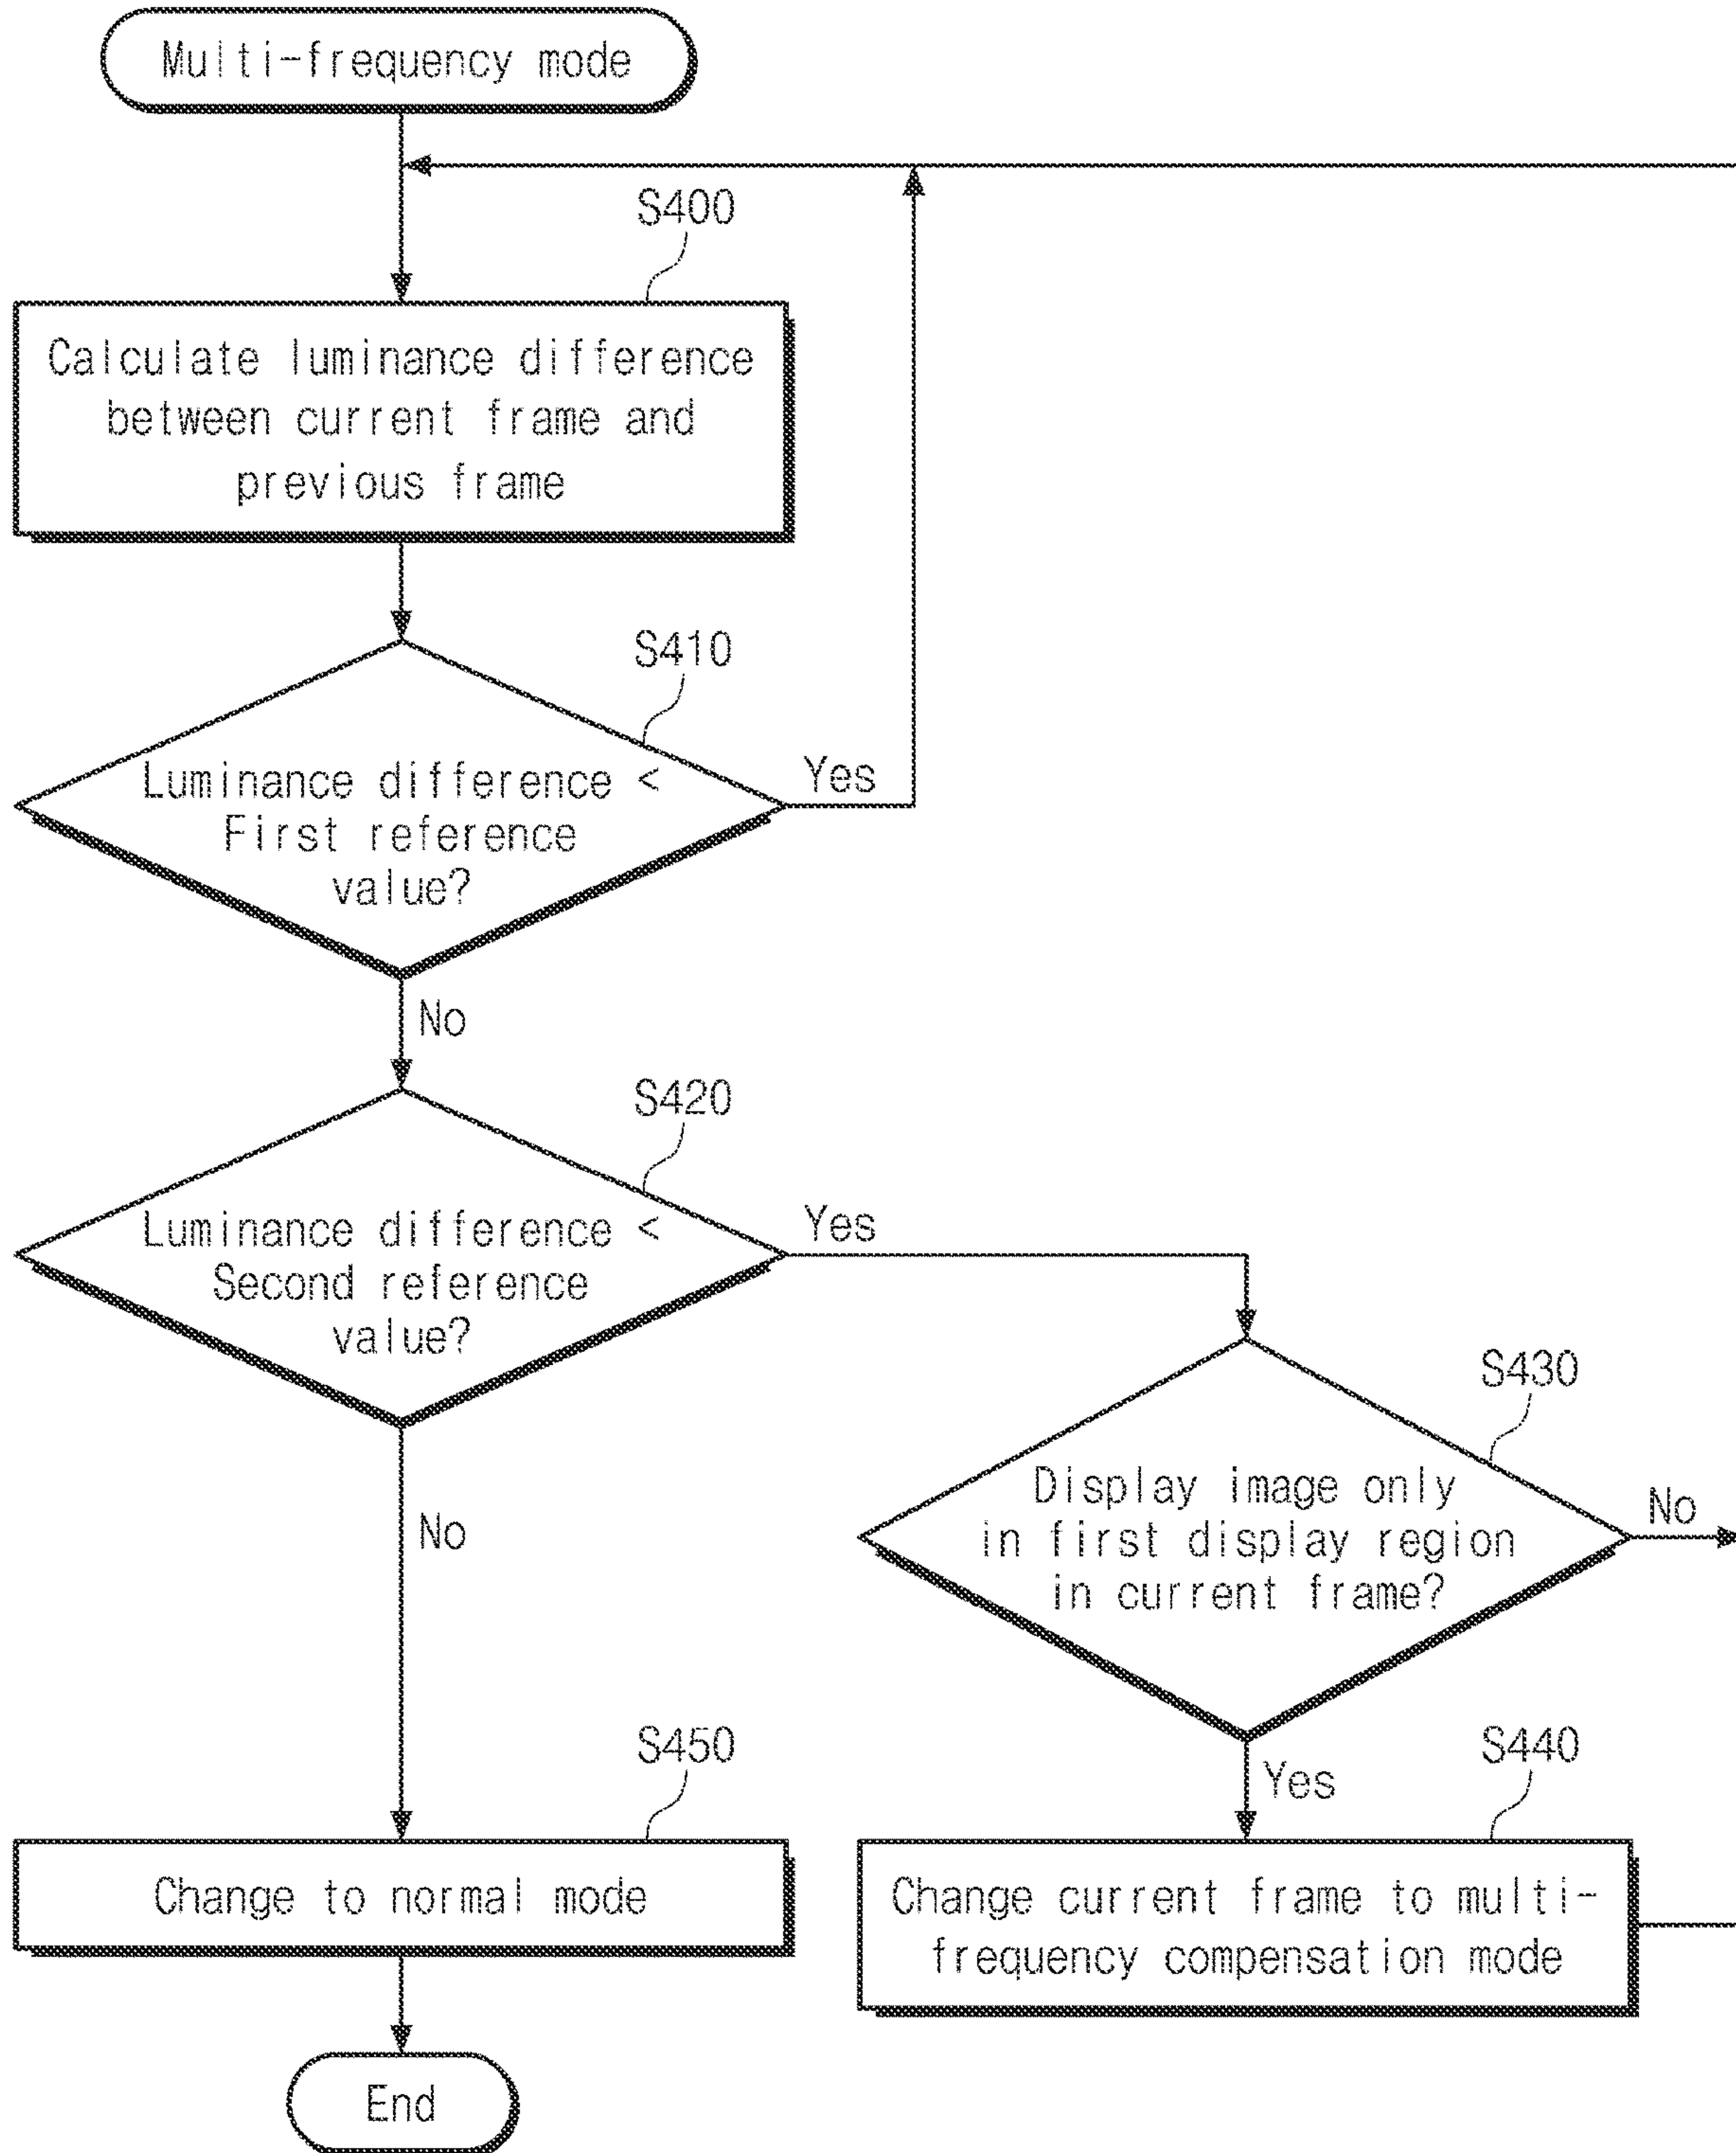 Multi-frequency mode
S400
Calculate luminance difference
between current frame and
previous frame
S410
Luminance difference <
First reference
value?
Yes
No
S420
Luminance difference <
Second reference
value?
Yes
No
S430
Display image only
in first display region
in current frame?
No
Yes
S450
Change to normal mode
S440
Change current frame to multi-
frequency compensation mode
End